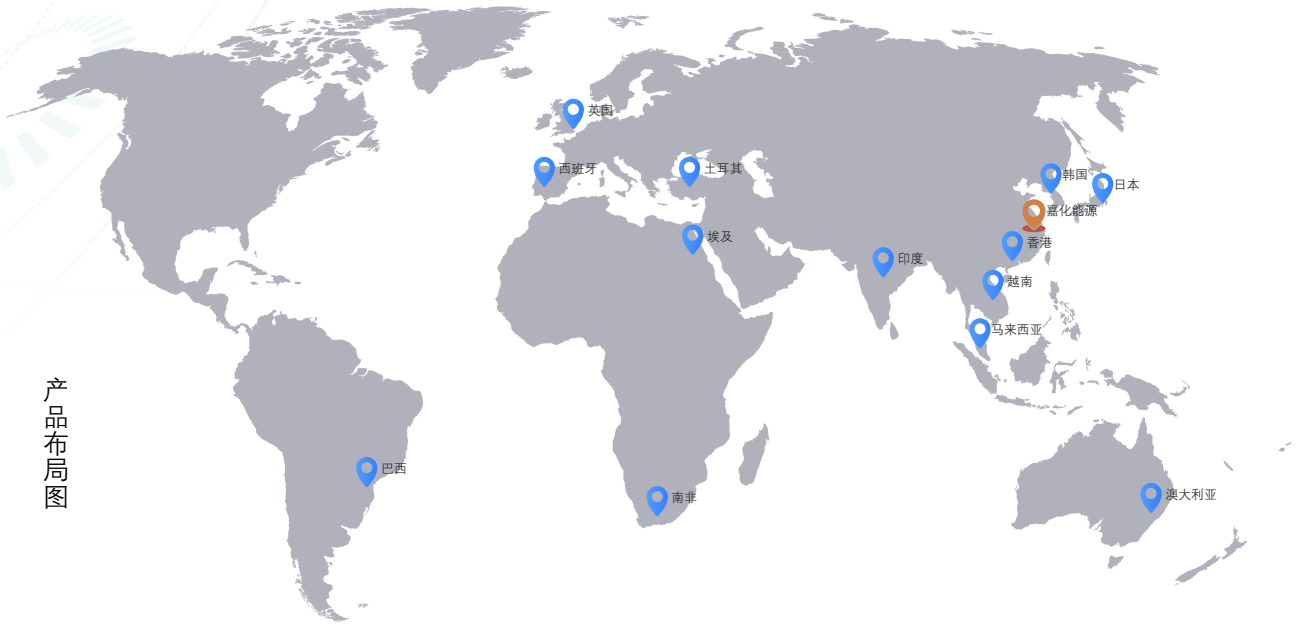 英国
西班牙
土耳其
韩国
日本
嘉化能源
埃及
香港
印度
越南
马来西亚
产品布局图
巴西
南非
澳大利亚